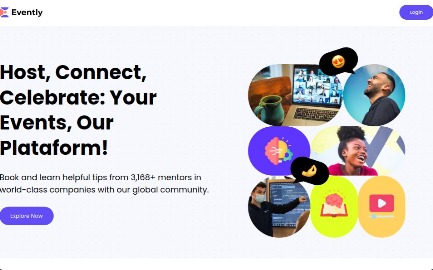 Evently
Login
Host, Connect,
Celebrate: Your
Events, Our
Plataform!
Book and learn helpful tips from 3,168+ mentors in
world-class companies with our global community.
Explore Now